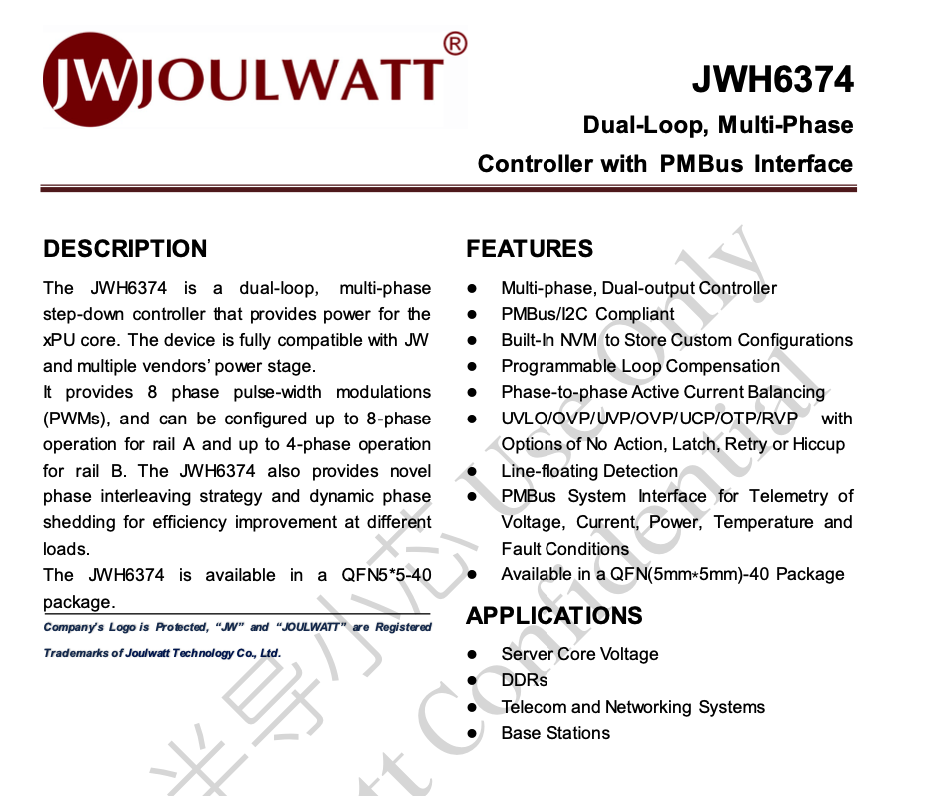 JWJOULWATT®
JWH6374
Dual-Loop, Multi-Phase
Controller with PMBus Interface
DESCRIPTION
The JWH6374 is a dual-loop, multi-phase
step-down controller that provides power for the
xPU core. The device is fully compatible with JW
and multiple vendors' power stage.
It provides 8 phase pulse-width modulations
(PWMs), and can be configured up to 8-phase
operation for rail A and up to 4-phase operation
for rail B. The JWH6374 also provides novel
phase interleaving strategy and dynamic phase
shedding for efficiency improvement at different
loads.
The JWH6374 is available in a QFN5*5-40
package.
Company's Logo is Protected, “JW” and “JOULWATT” are Registered
Trademarks of Joulwatt Technology Co., Ltd.
FEATURES
● Multi-phase, Dual-output Controller
● PMBus/I2C Compliant
● Built-In NVM to Store Custom Configurations
● Programmable Loop Compensation
● Phase-to-phase Active Current Balancing
● UVLO/OVP/UVP/OVP/UCP/OTP/RVP with
Options of No Action, Latch, Retry or Hiccup
● Line-floating Detection
● PMBus System Interface for Telemetry of
Voltage, Current, Power, Temperature and
Fault Conditions
● Available in a QFN(5mm*5mm)-40 Package
APPLICATIONS
● Server Core Voltage
● DDRs
● Telecom and Networking Systems
● Base Stations
半导小芯 Use Only
tt Confidential